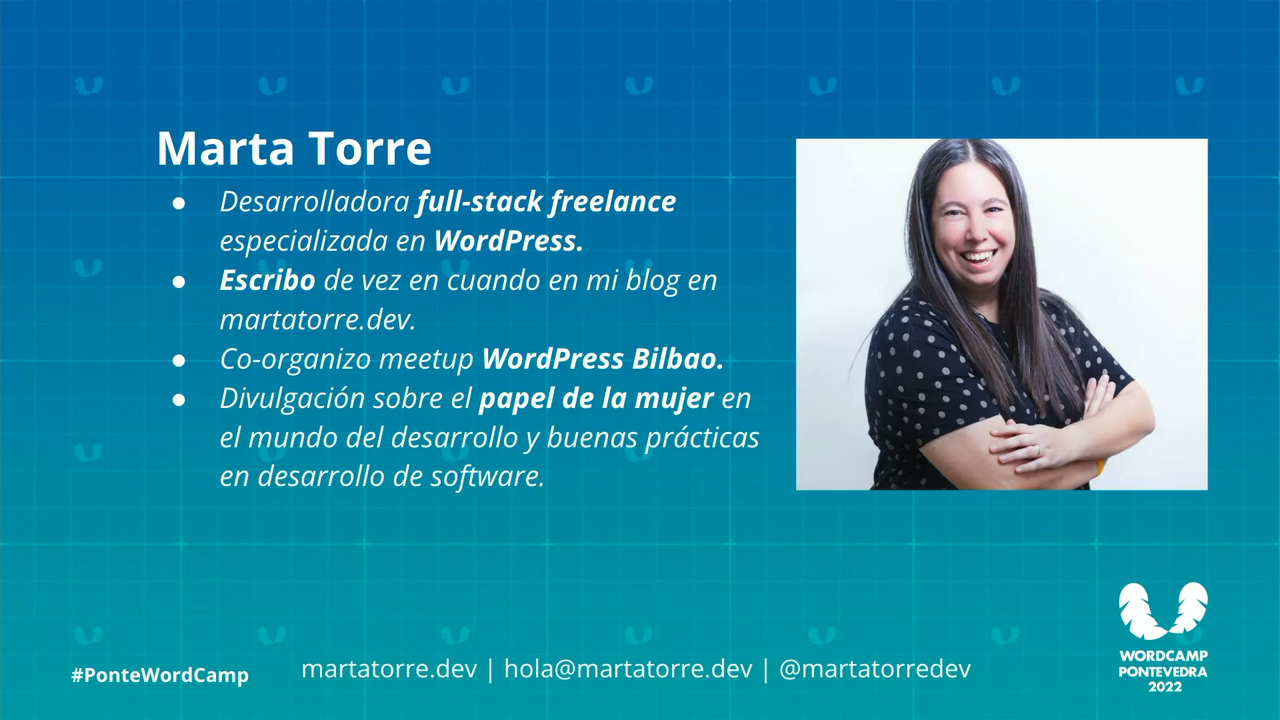 Marta Torre
● Desarrolladora full-stack freelance
especializada en WordPress.
● Escribo de vez en cuando en mi blog en
martatorre.dev.
● Co-organizo meetup WordPress Bilbao.
● Divulgación sobre el papel de la mujer en
el mundo del desarrollo y buenas prácticas
en desarrollo de software.
#PonteWordCamp
martatorre.dev | hola@martatorre.dev | @martatorredev
WORDCAMP
PONTEVEDRA
2022